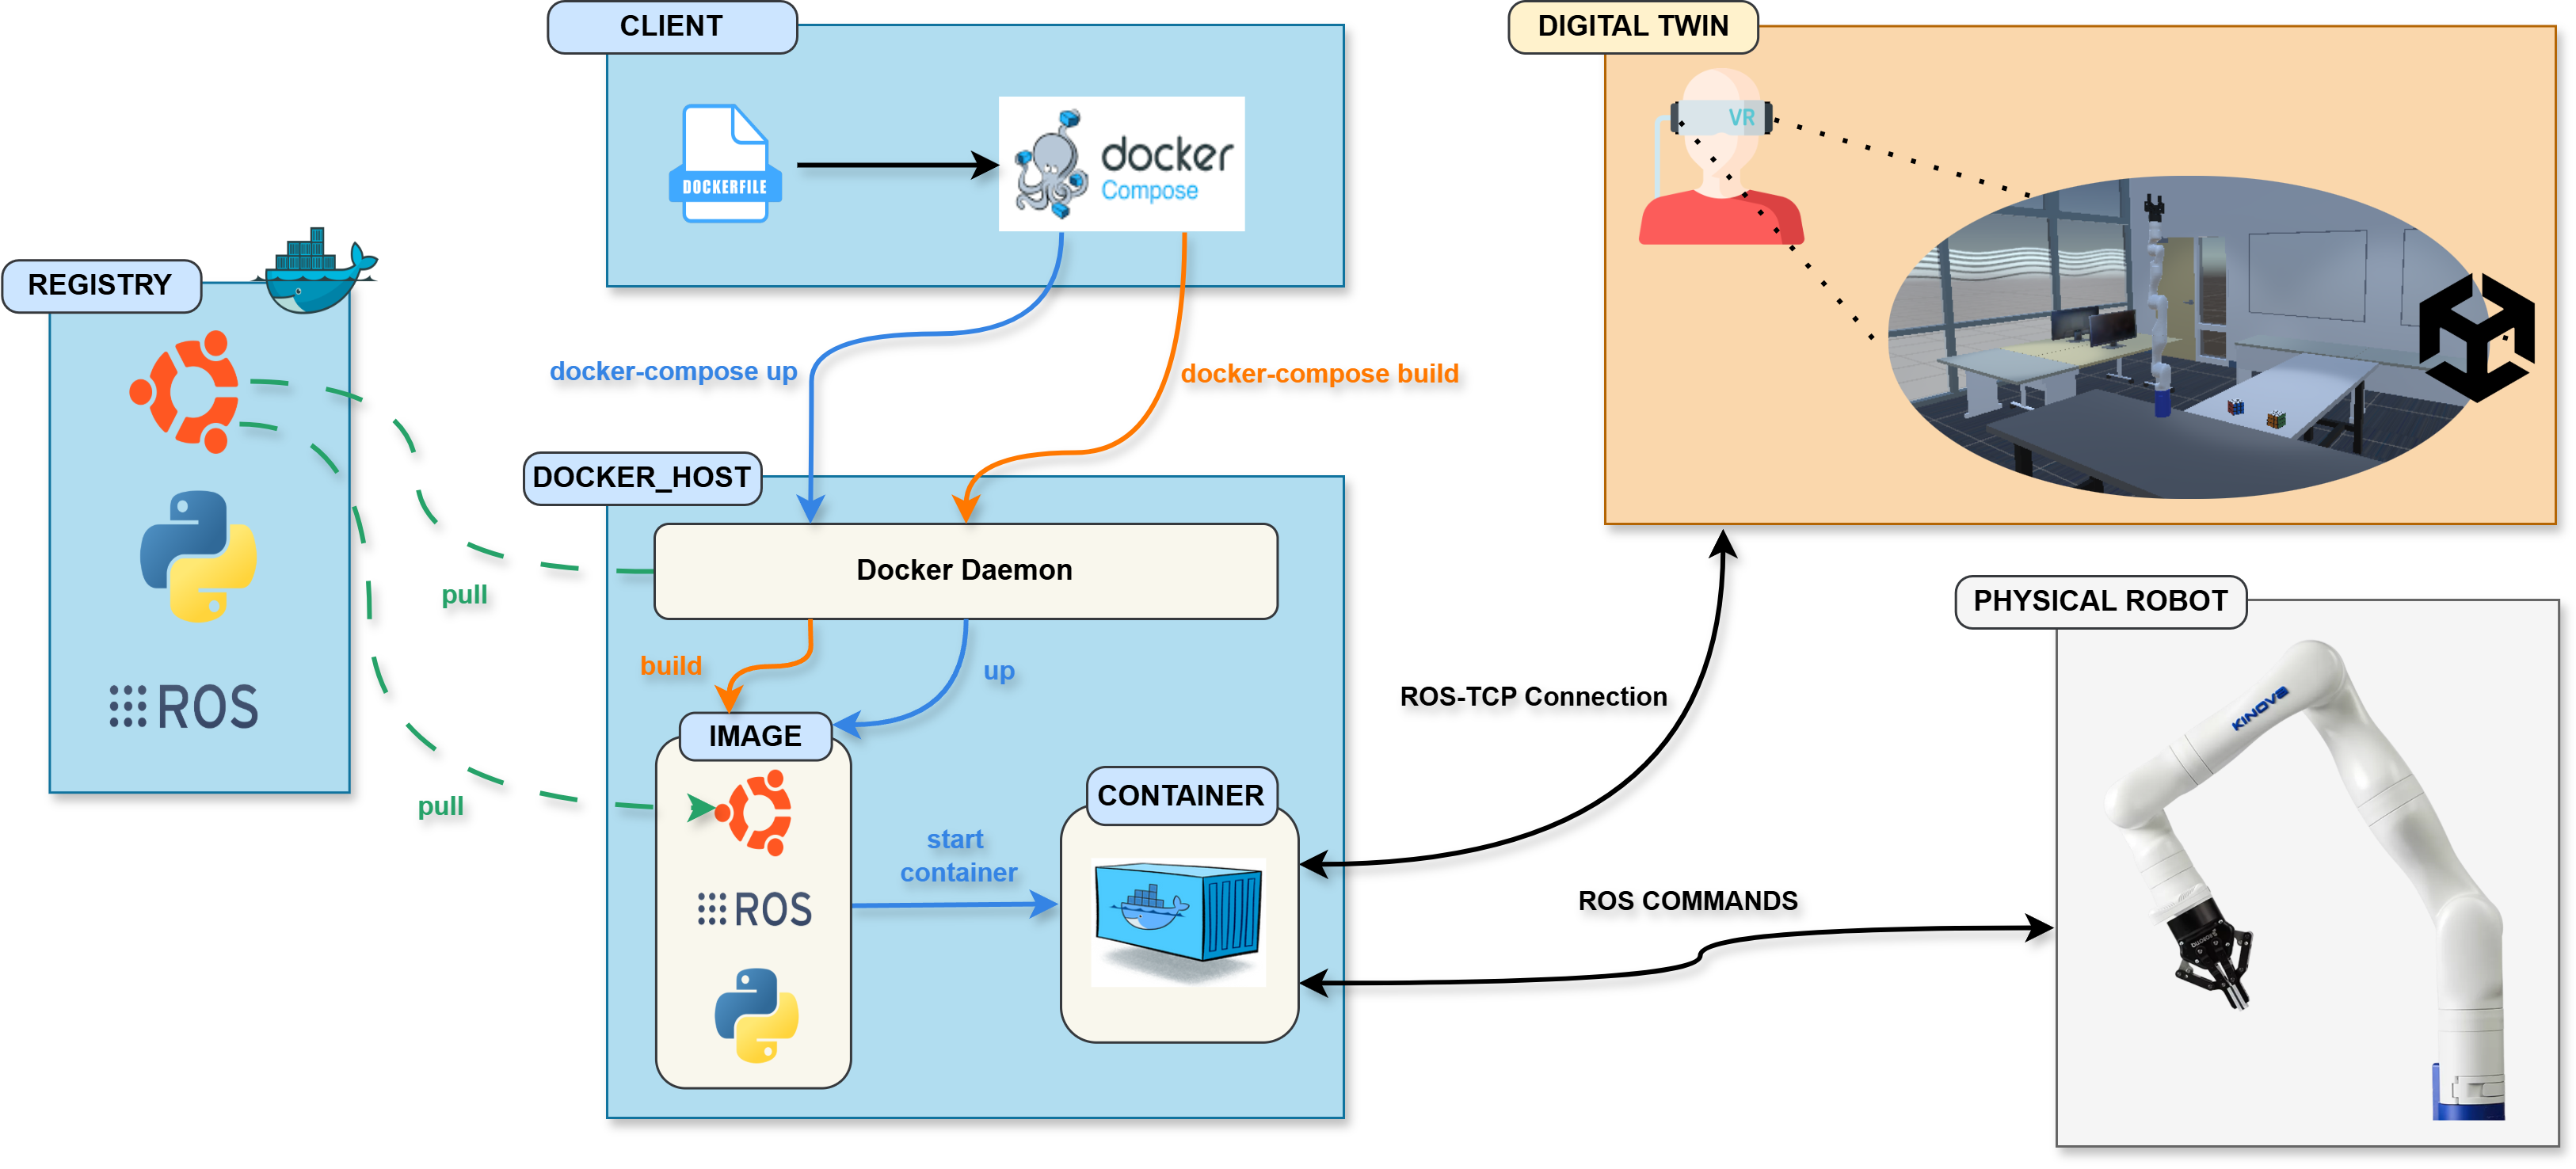 CLIENT
DIGITAL TWIN
VR
DOCKERFILE
docker
Compose
REGISTRY
docker-compose up
docker-compose build
DOCKER_HOST
Docker Daemon
pull
build
up
PHYSICAL ROBOT
ROS
ROS-TCP Connection
KINOVA
IMAGE
CONTAINER
pull
start
container
ROS
ROS COMMANDS